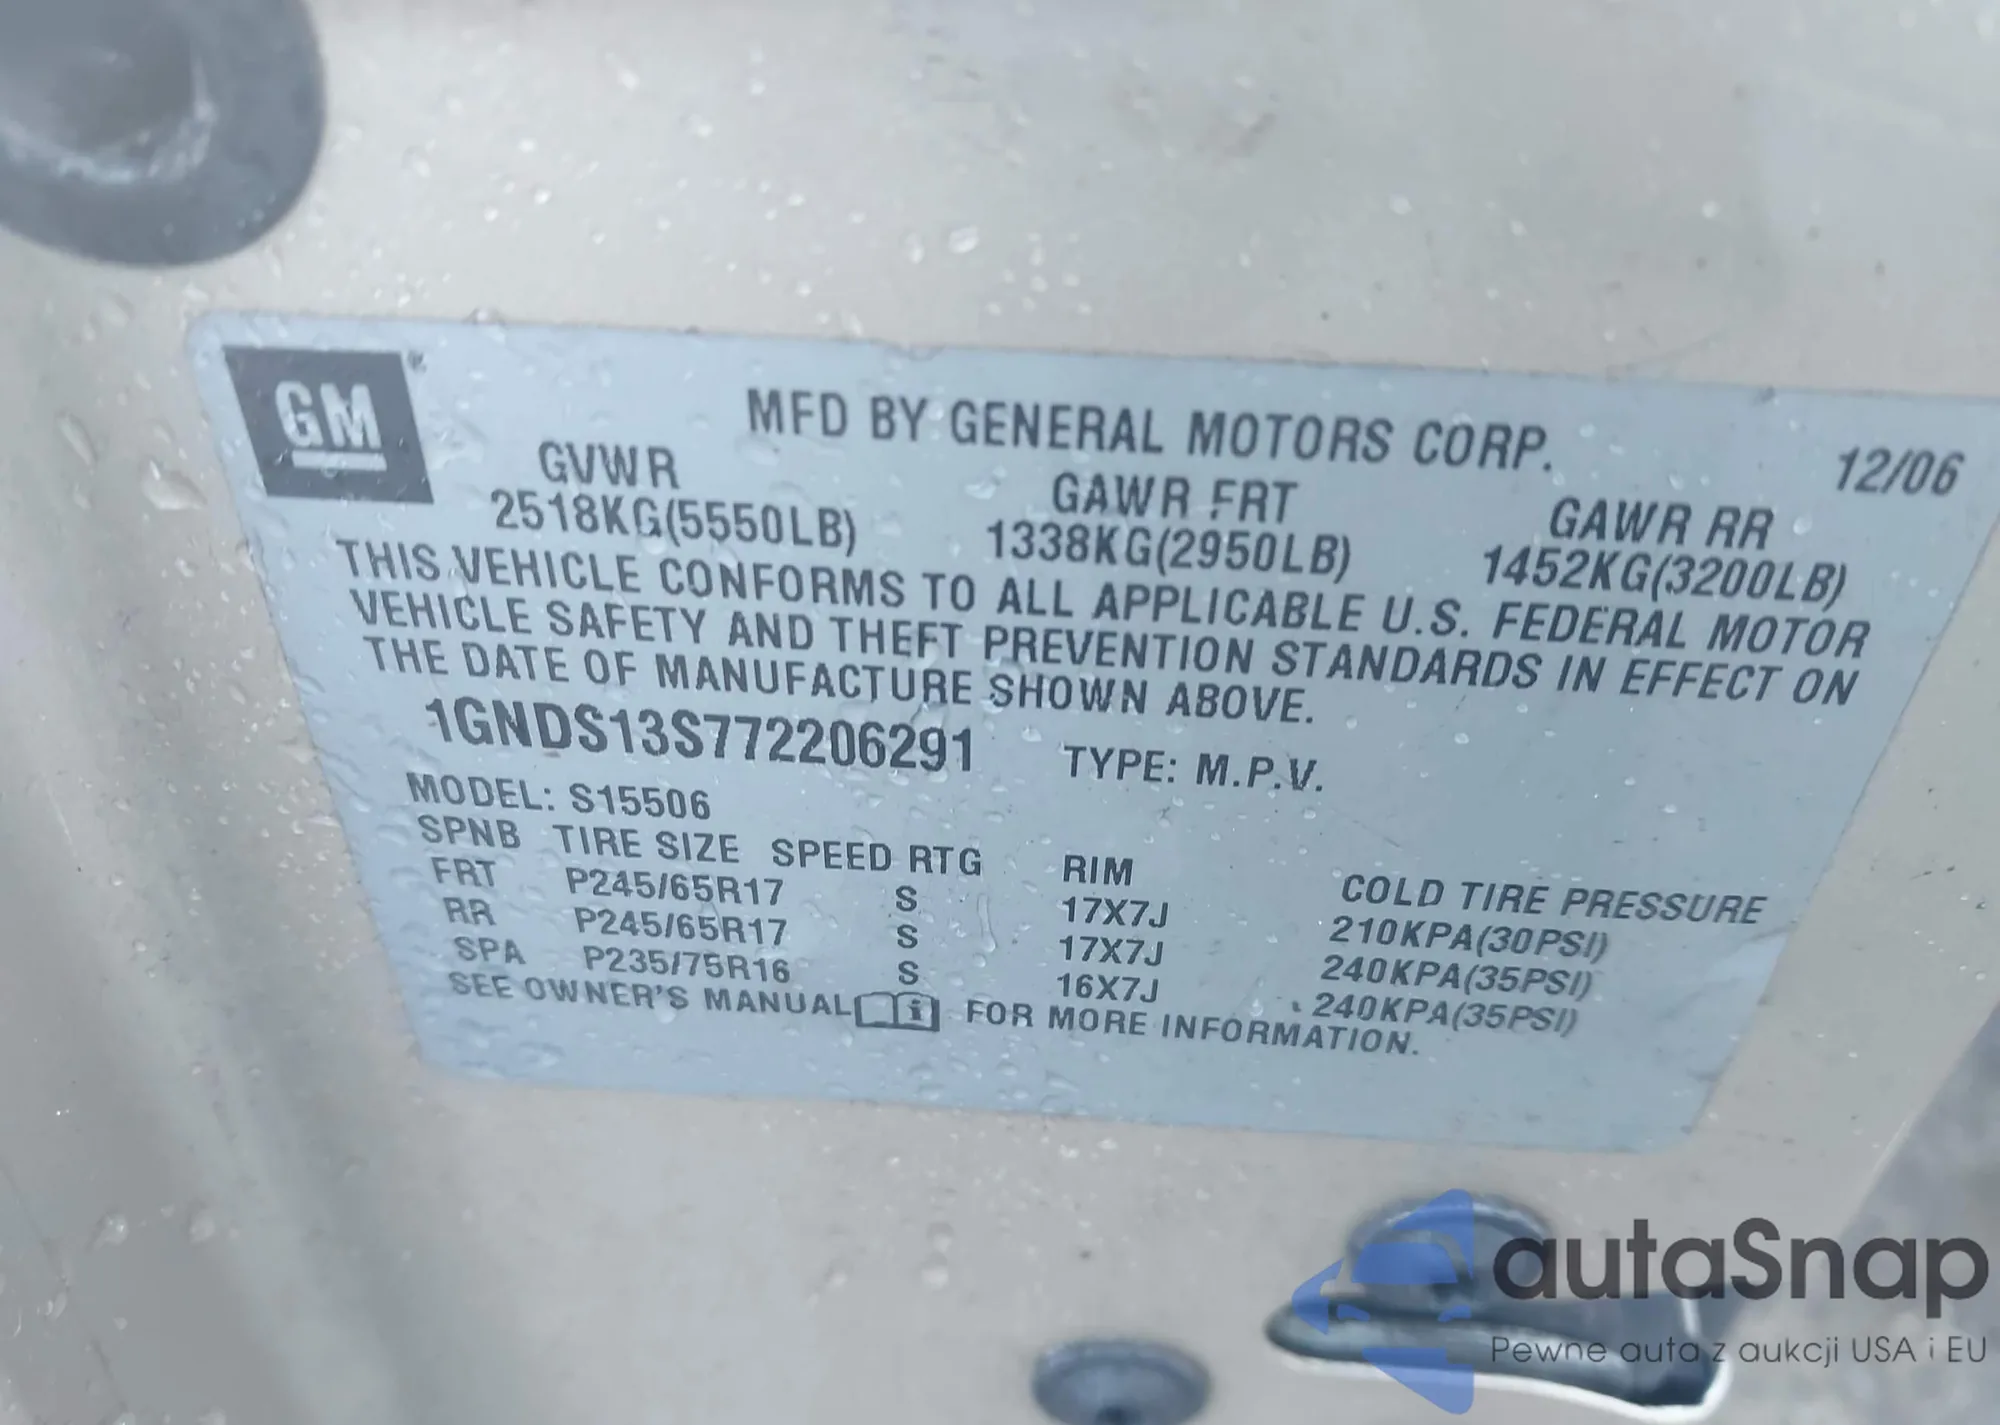 GM
MFD BY GENERAL MOTORS CORP. 12/06
GVWR GAWR FRT GAWR RR
2518KG(5550LB) 1338KG(2950LB) 1452KG(3200LB)
THIS VEHICLE CONFORMS TO ALL APPLICABLE U.S. FEDERAL MOTOR
VEHICLE SAFETY AND THEFT PREVENTION STANDARDS IN EFFECT ON
THE DATE OF MANUFACTURE SHOWN ABOVE.
1GNDS13S772206291 TYPE: M.P.V.
MODEL: S15506
SPNB TIRE SIZE SPEED RTG RIM COLD TIRE PRESSURE
FRT P245/65R17 S 17X7J 210KPA(30PSI)
RR P245/65R17 S 17X7J 240KPA(35PSI)
SPA P235/75R16 S 16X7J 240KPA(35PSI)
SEE OWNER'S MANUAL FOR MORE INFORMATION.
autaSnap
Pewne auta z aukcji USA i EU